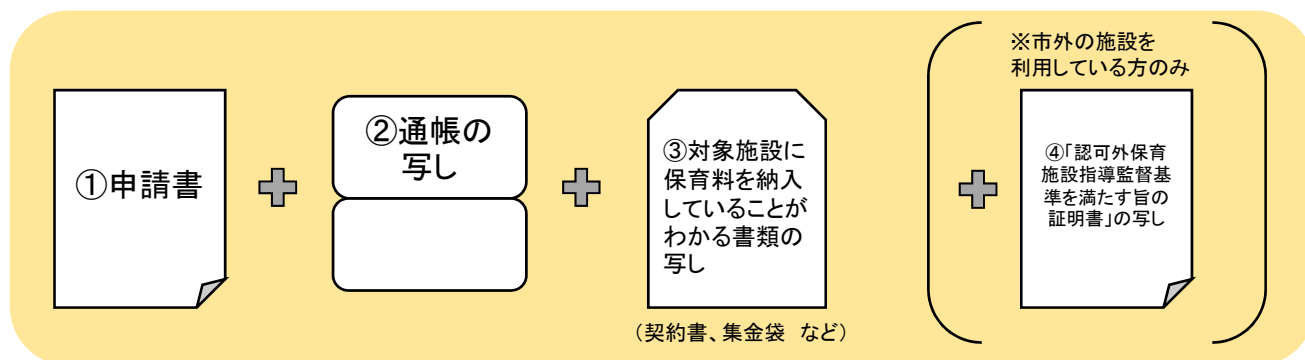 ①申請書
②通帳の
写し
③対象施設に
保育料を納入
していることが
わかる書類の
写し
(契約書、集金袋　など)
※市外の施設を
利用している方のみ
④「認可外保育
施設指導監督基
準を満たす旨の
証明書」の写し